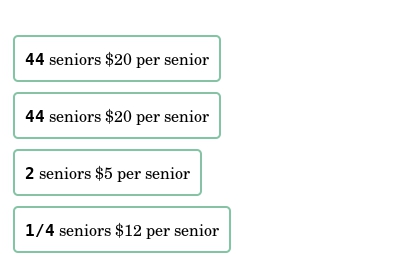 44 seniors $20 per senior
44 seniors $20 per senior
2 seniors $5 per senior
1/4 seniors $12 per senior